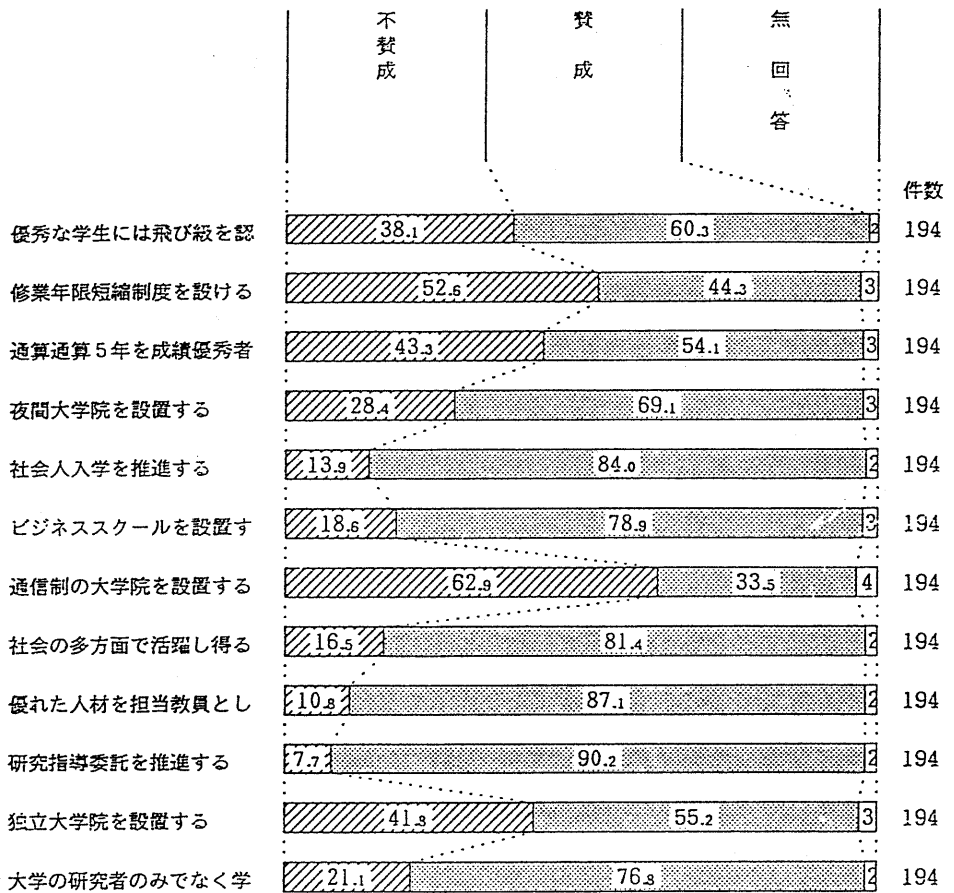 不賛成 賛成 無回答
件数
優秀な学生には飛び級を認 38.1 60.3 2 194
修業年限短縮制度を設ける 52.6 44.3 3 194
通算通算5年を成績優秀者 43.3 54.1 3 194
夜間大学院を設置する 28.4 69.1 3 194
社会人入学を推進する 13.9 84.0 2 194
ビジネススクールを設置す 18.6 78.9 3 194
通信制の大学院を設置する 62.9 33.5 4 194
社会の多方面で活躍し得る 16.5 81.4 2 194
優れた人材を担当教員とし 10.8 87.1 2 194
研究指導委託を推進する 7.7 90.2 2 194
独立大学院を設置する 41.8 55.2 3 194
大学の研究者のみでなく学 21.1 76.8 2 194